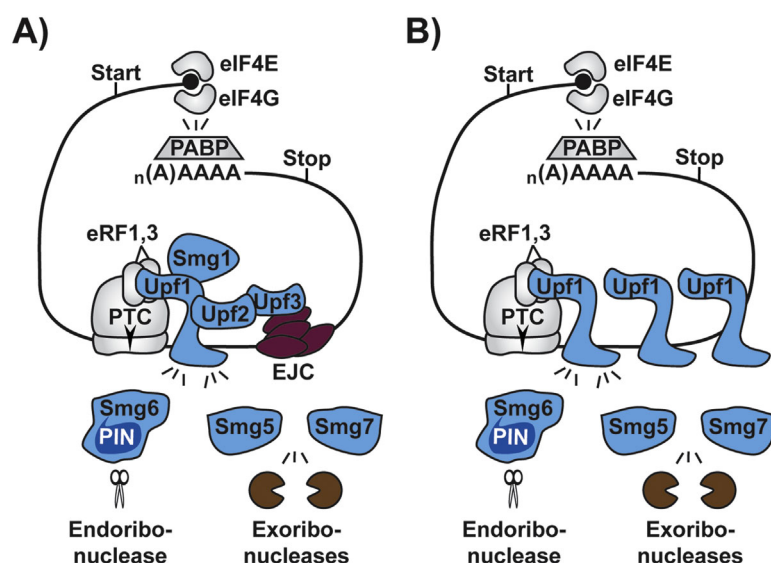 A)
eIF4E
Start
eIF4G
PABP
Stop
n(A)AAAA
eRF1,3
Smg1
Upf1
Upf3
Upf2
PTC
EJC
Smg6
PIN
Smg5
Smg7
Endoribo-
nuclease
Exoribo-
nucleases
B)
eIF4E
Start
eIF4G
PABP
Stop
n(A)AAAA
eRF1,3
Upf1
Upf1
Upf1
PTC
Smg6
PIN
Smg5
Smg7
Endoribo-
nuclease
Exoribo-
nucleases